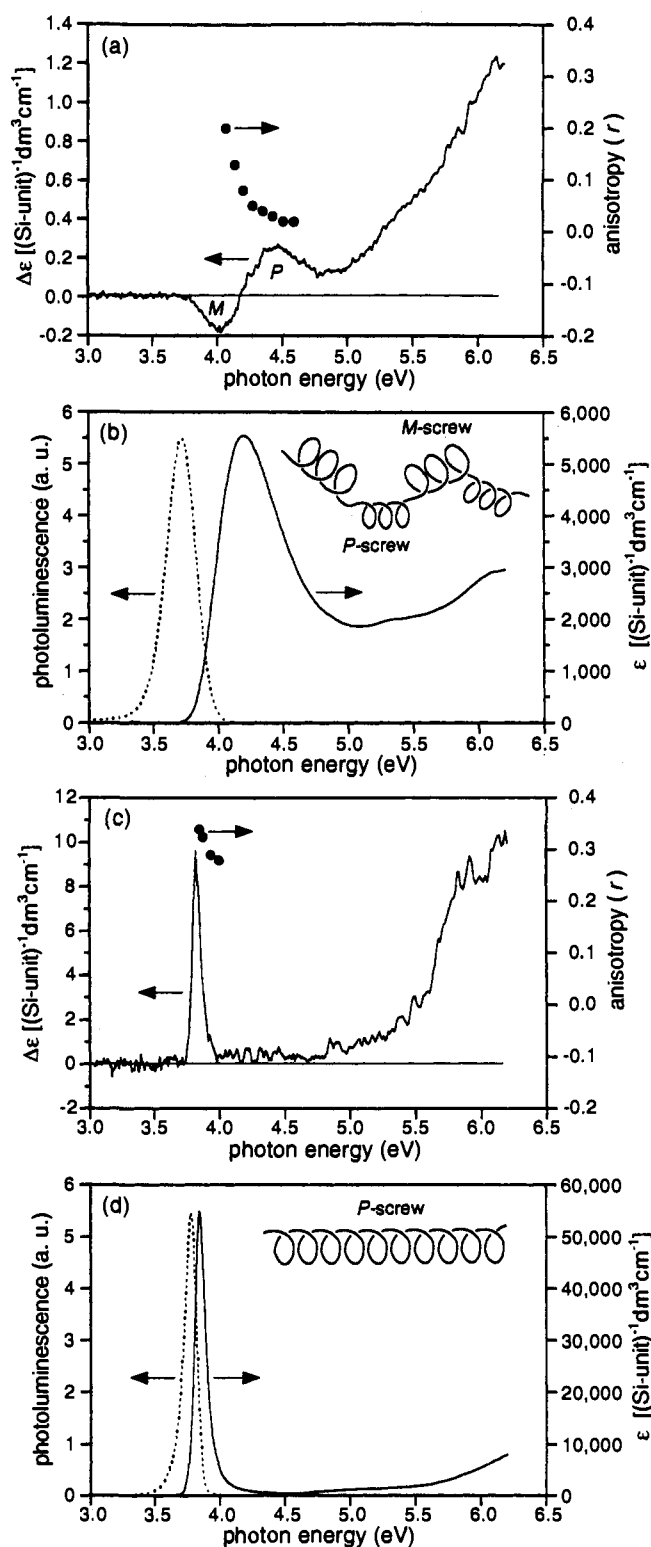 (a)
1.4
1.2
1.0
0.8
0.6
0.4
0.2
0.0
-0.2
Δε [(Si-unit)⁻¹dm³cm⁻¹]
0.4
0.3
0.2
0.1
0.0
-0.1
-0.2
anisotropy (r)
M
P
3.0 3.5 4.0 4.5 5.0 5.5 6.0 6.5
photon energy (eV)
(b)
6
5
4
3
2
1
0
photoluminescence (a. u.)
6,000
5,000
4,000
3,000
2,000
1,000
0
ε [(Si-unit)⁻¹dm³cm⁻¹]
M-screw
P-screw
3.0 3.5 4.0 4.5 5.0 5.5 6.0 6.5
photon energy (eV)
(c)
12
10
8
6
4
2
0
-2
Δε [(Si-unit)⁻¹dm³cm⁻¹]
0.4
0.3
0.2
0.1
0.0
-0.1
-0.2
anisotropy (r)
3.0 3.5 4.0 4.5 5.0 5.5 6.0 6.5
photon energy (eV)
(d)
6
5
4
3
2
1
0
photoluminescence (a. u.)
60,000
50,000
40,000
30,000
20,000
10,000
0
ε [(Si-unit)⁻¹dm³cm⁻¹]
P-screw
3.0 3.5 4.0 4.5 5.0 5.5 6.0 6.5
photon energy (eV)